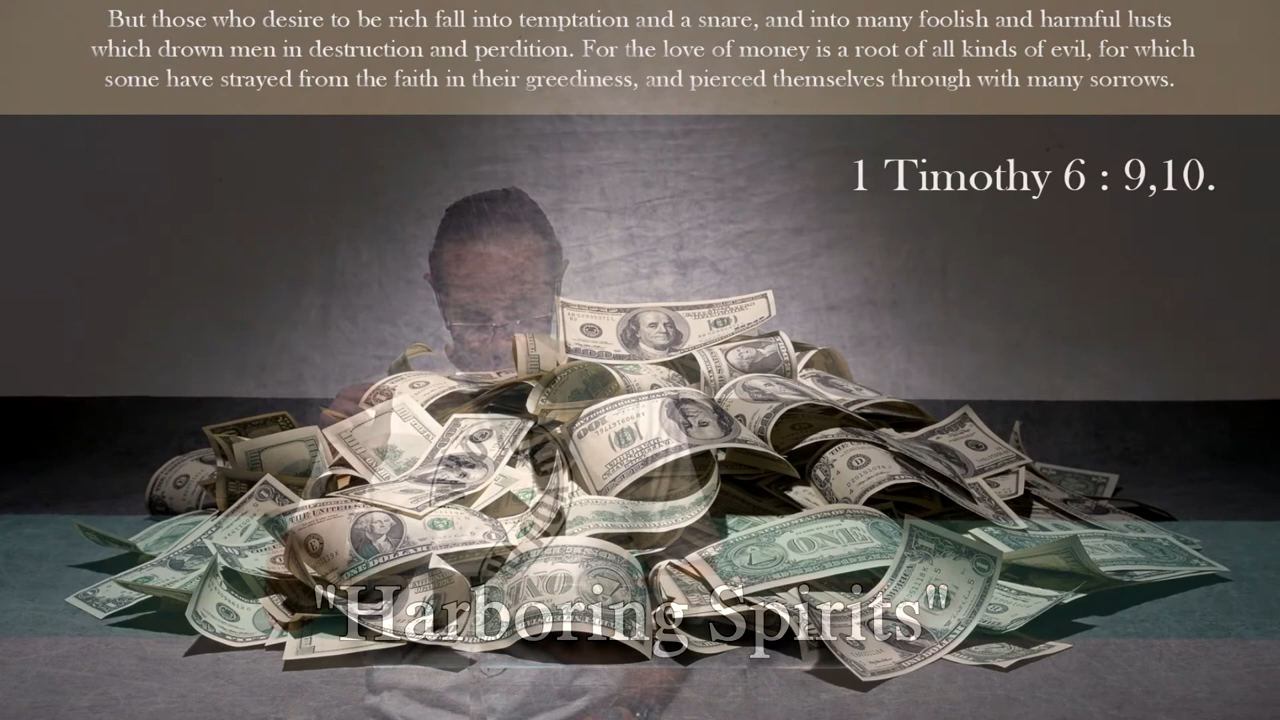 But those who desire to be rich fall into temptation and a snare, and into many foolish and harmful lusts
which drown men in destruction and perdition. For the love of money is a root of all kinds of evil, for which
some have strayed from the faith in their greediness, and pierced themselves through with many sorrows.
1 Timothy 6 : 9,10.
ONE
ONE DOLLAR
"Harboring Spirits"